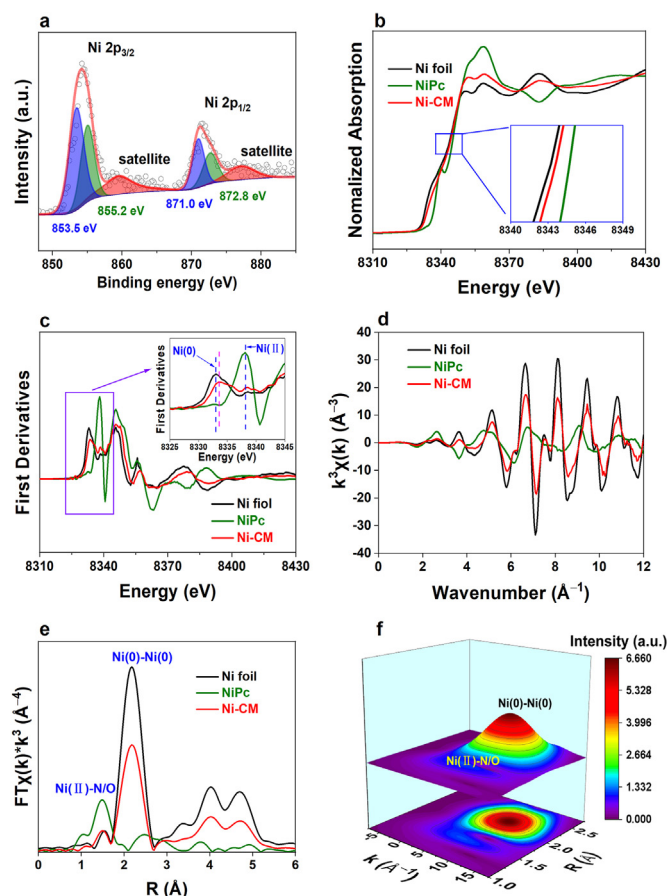 a
Intensity (a.u.)
Ni 2p3/2
Ni 2p1/2
satellite
satellite
853.5 eV
855.2 eV
871.0 eV
872.8 eV
850
860
870
880
Binding energy (eV)
b
Nomalized Absorption
Ni foil
NiPc
Ni-CM
8340
8343
8346
8349
8310
8340
8370
8400
8430
Energy (eV)
c
First Derivatives
Ni(0)
Ni(Ⅱ)
First Derivatives
8325
8330
8335
8340
8345
Energy (eV)
Ni fiol
NiPc
Ni-CM
8310
8340
8370
8400
8430
Energy (eV)
d
k³χ(k) (Å⁻³)
Ni foil
NiPc
Ni-CM
40
30
20
10
0
-10
-20
-30
-40
0
2
4
6
8
10
12
Wavenumber (Å⁻¹)
e
FTχ(k)*k³ (Å⁻⁴)
Ni(0)-Ni(0)
Ni(Ⅱ)-N/O
Ni foil
NiPc
Ni-CM
0
1
2
3
4
5
6
R (Å)
f
Intensity (a.u.)
6.660
5.328
3.996
2.664
1.332
0.000
Ni(0)-Ni(0)
Ni(Ⅱ)-N/O
-5
0
5
10
15
k (Å⁻¹)
1.0
1.5
2.0
2.5
R (Å)